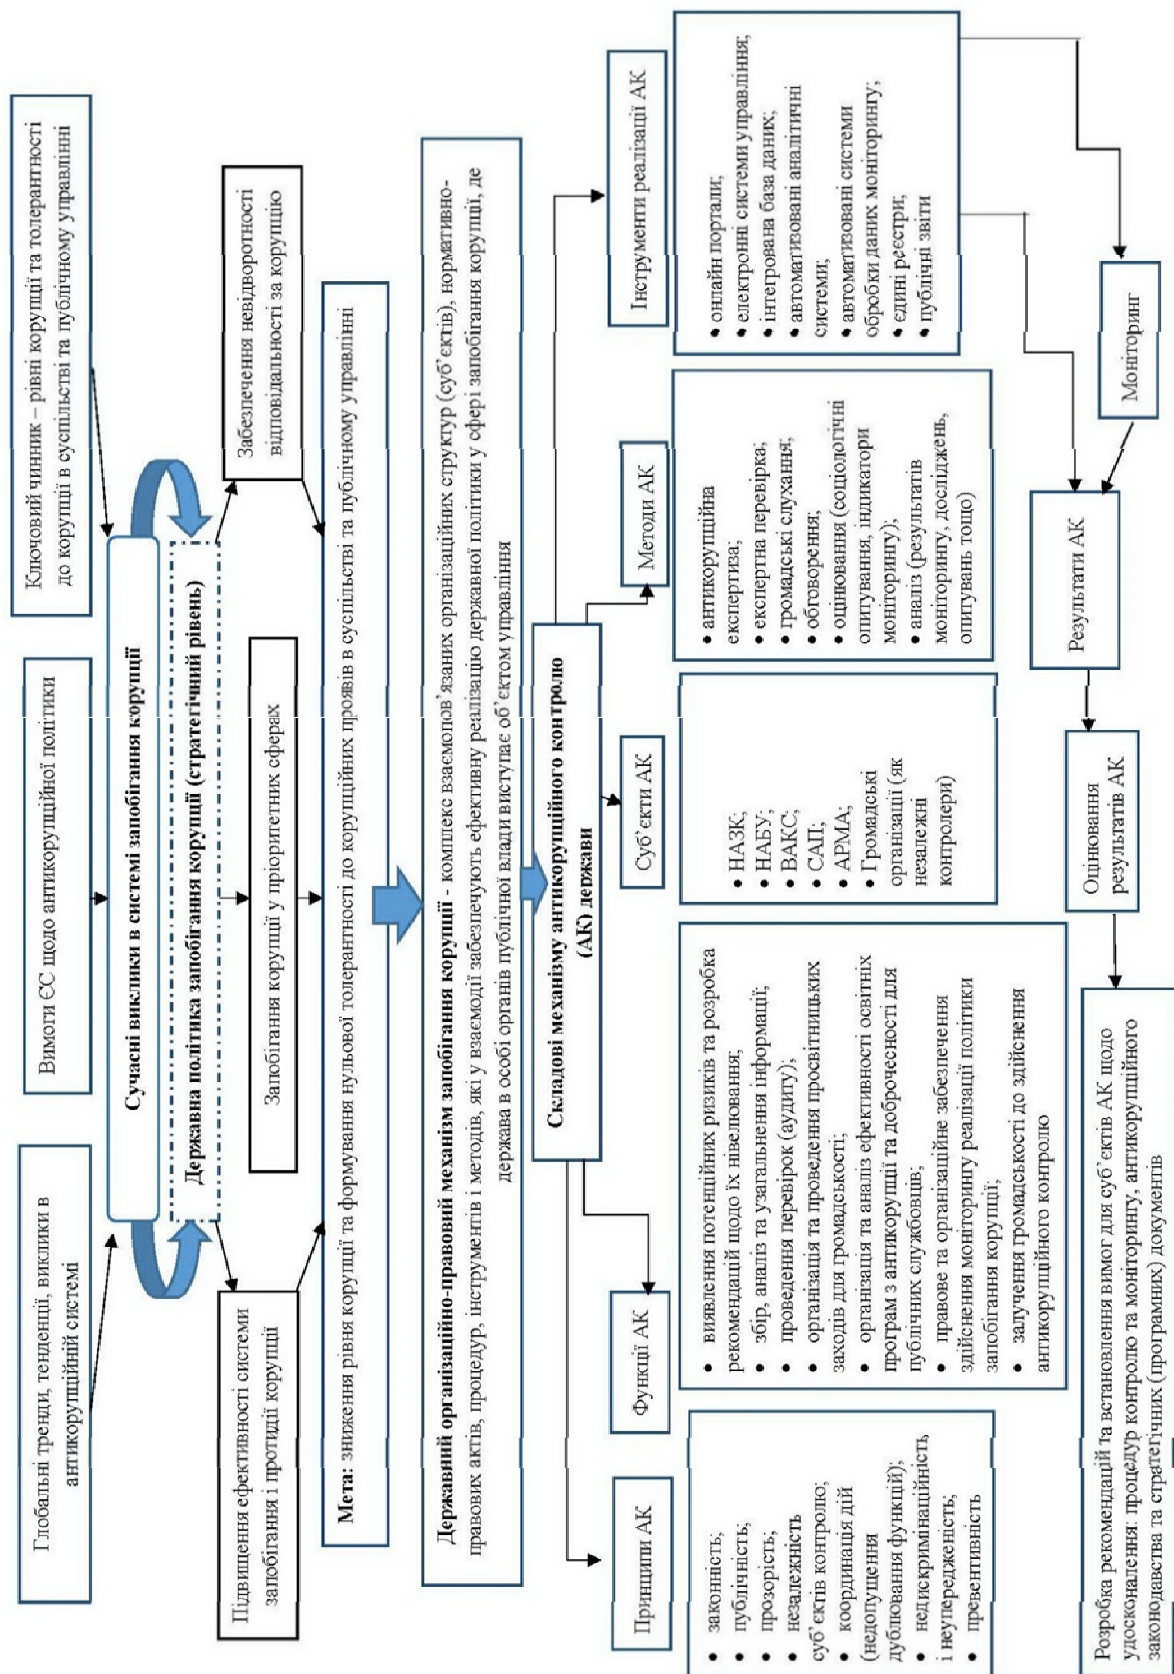 Глобальні тренди, тенденції, виклики в
антикорупційній системі
Вимоги ЄС щодо антикорупційної політики
Ключовий чинник – рівні корупції та толерантності
до корупції в суспільстві та публічному управлінні
Сучасні виклики в системі запобігання корупції
Державна політика запобігання корупції (стратегічний рівень)
Підвищення ефективності системи
запобігання і протидії корупції
Запобігання корупції у пріоритетних сферах
Забезпечення невідворотності
відповідальності за корупцію
Мета: зниження рівня корупції та формування нульової толерантності до корупційних проявів в суспільстві та публічному управлінні
Державний організаційно-правовий механізм запобігання корупції - комплекс взаємопов’язаних організаційних структур (суб’єктів), нормативно-
правових актів, процедур, інструментів і методів, які у взаємодії забезпечують ефективну реалізацію державної політики у сфері запобігання корупції, де
держава в особі органів публічної влади виступає об’єктом управління
Складові механізму антикорупційного контролю
(АК) держави
Принципи АК
• законність;
• публічність;
• прозорість;
• незалежність
суб’єктів контролю;
• координація дій
(недопущення
дублювання функцій);
• недискримінаційність
і неупередженість;
• превентивність
Функції АК
• виявлення потенційних ризиків та розробка
рекомендацій щодо їх нівелювання;
• збір, аналіз та узагальнення інформації;
• проведення перевірок (аудиту);
• організація та проведення просвітницьких
заходів для громадськості;
• організація та аналіз ефективності освітніх
програм з антикорупції та доброчесності для
публічних службовців;
• правове та організаційне забезпечення
здійснення моніторингу реалізації політики
запобігання корупції;
• залучення громадськості до здійснення
антикорупційного контролю
Суб’єкти АК
• НАЗК;
• НАБУ;
• ВАКС;
• САП;
• АРМА;
• Громадські
організації (як
незалежні
контролери)
Методи АК
• антикорупційна
експертиза;
• експертна перевірка;
• громадські слухання;
• обговорення;
• оцінювання (соціологічні
опитування, індикатори
моніторингу);
• аналіз (результатів
моніторингу, досліджень,
опитувань тощо)
Інструменти реалізації АК
• онлайн портали;
• електронні системи управління;
• інтегрована база даних;
• автоматизовані аналітичні
системи;
• автоматизовані системи
обробки даних моніторингу;
• єдині реєстри;
• публічні звіти
Розробка рекомендацій та встановлення вимог для суб’єктів АК щодо
удосконалення: процедур контролю та моніторингу, антикорупційного
законодавства та стратегічних (програмних) документів
Оцінювання
результатів АК
Результати АК
Моніторинг